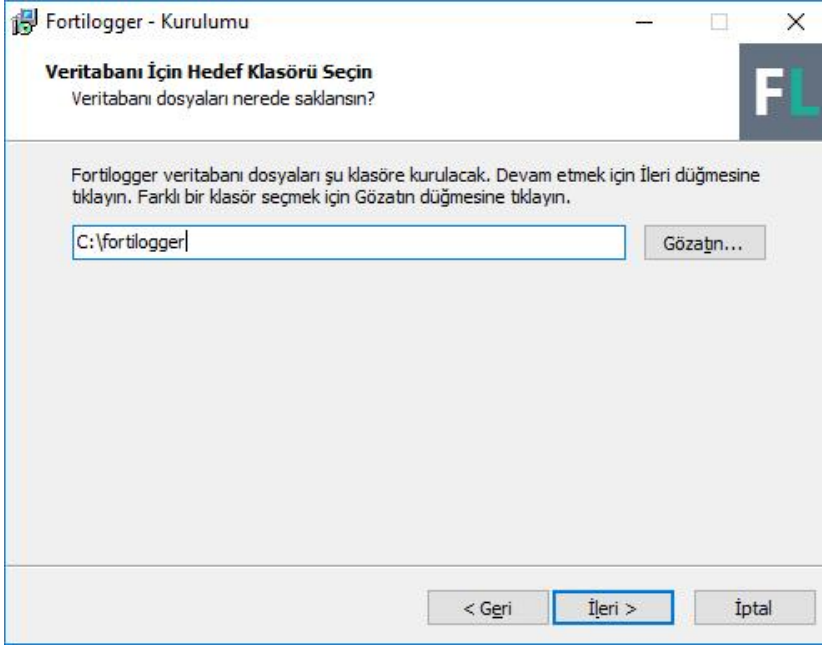 Fortilogger - Kurulumu
Veritabanı İçin Hedef Klasörü Seçin
Veritabanı dosyaları nerede saklansın?
FL
Fortilogger veritabanı dosyaları şu klasöre kurulacak. Devam etmek için İleri düğmesine
tıklayın. Farklı bir klasör seçmek için Gözatın düğmesine tıklayın.
C:\fortilogger
Gözatın...
< Geri
İleri >
İptal